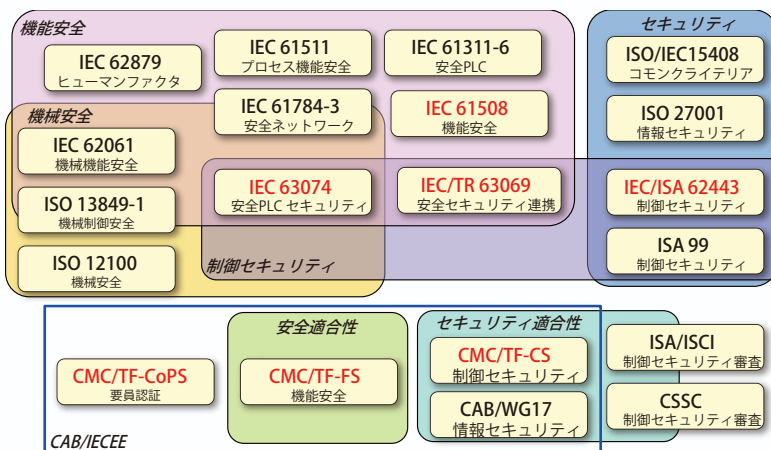 機能安全
セキュリティ
IEC 62879
ヒューマンファクタ
IEC 61511
プロセス機能安全
IEC 61311-6
安全PLC
ISO/IEC15408
コモンクライテリア
機械安全
IEC 61784-3
安全ネットワーク
IEC 61508
機能安全
ISO 27001
情報セキュリティ
IEC 62061
機械機能安全
IEC 63074
安全PLC セキュリティ
IEC/TR 63069
安全セキュリティ連携
IEC/ISA 62443
制御セキュリティ
ISO 13849-1
機械制御安全
ISO 12100
機械安全
制御セキュリティ
ISA 99
制御セキュリティ
安全適合性
セキュリティ適合性
CMC/TF-CoPS
要員認証
CMC/TF-FS
機能安全
CMC/TF-CS
制御セキュリティ
ISA/ISCI
制御セキュリティ審査
CAB/WG17
情報セキュリティ
CSSC
制御セキュリティ審査
CAB/IECEE